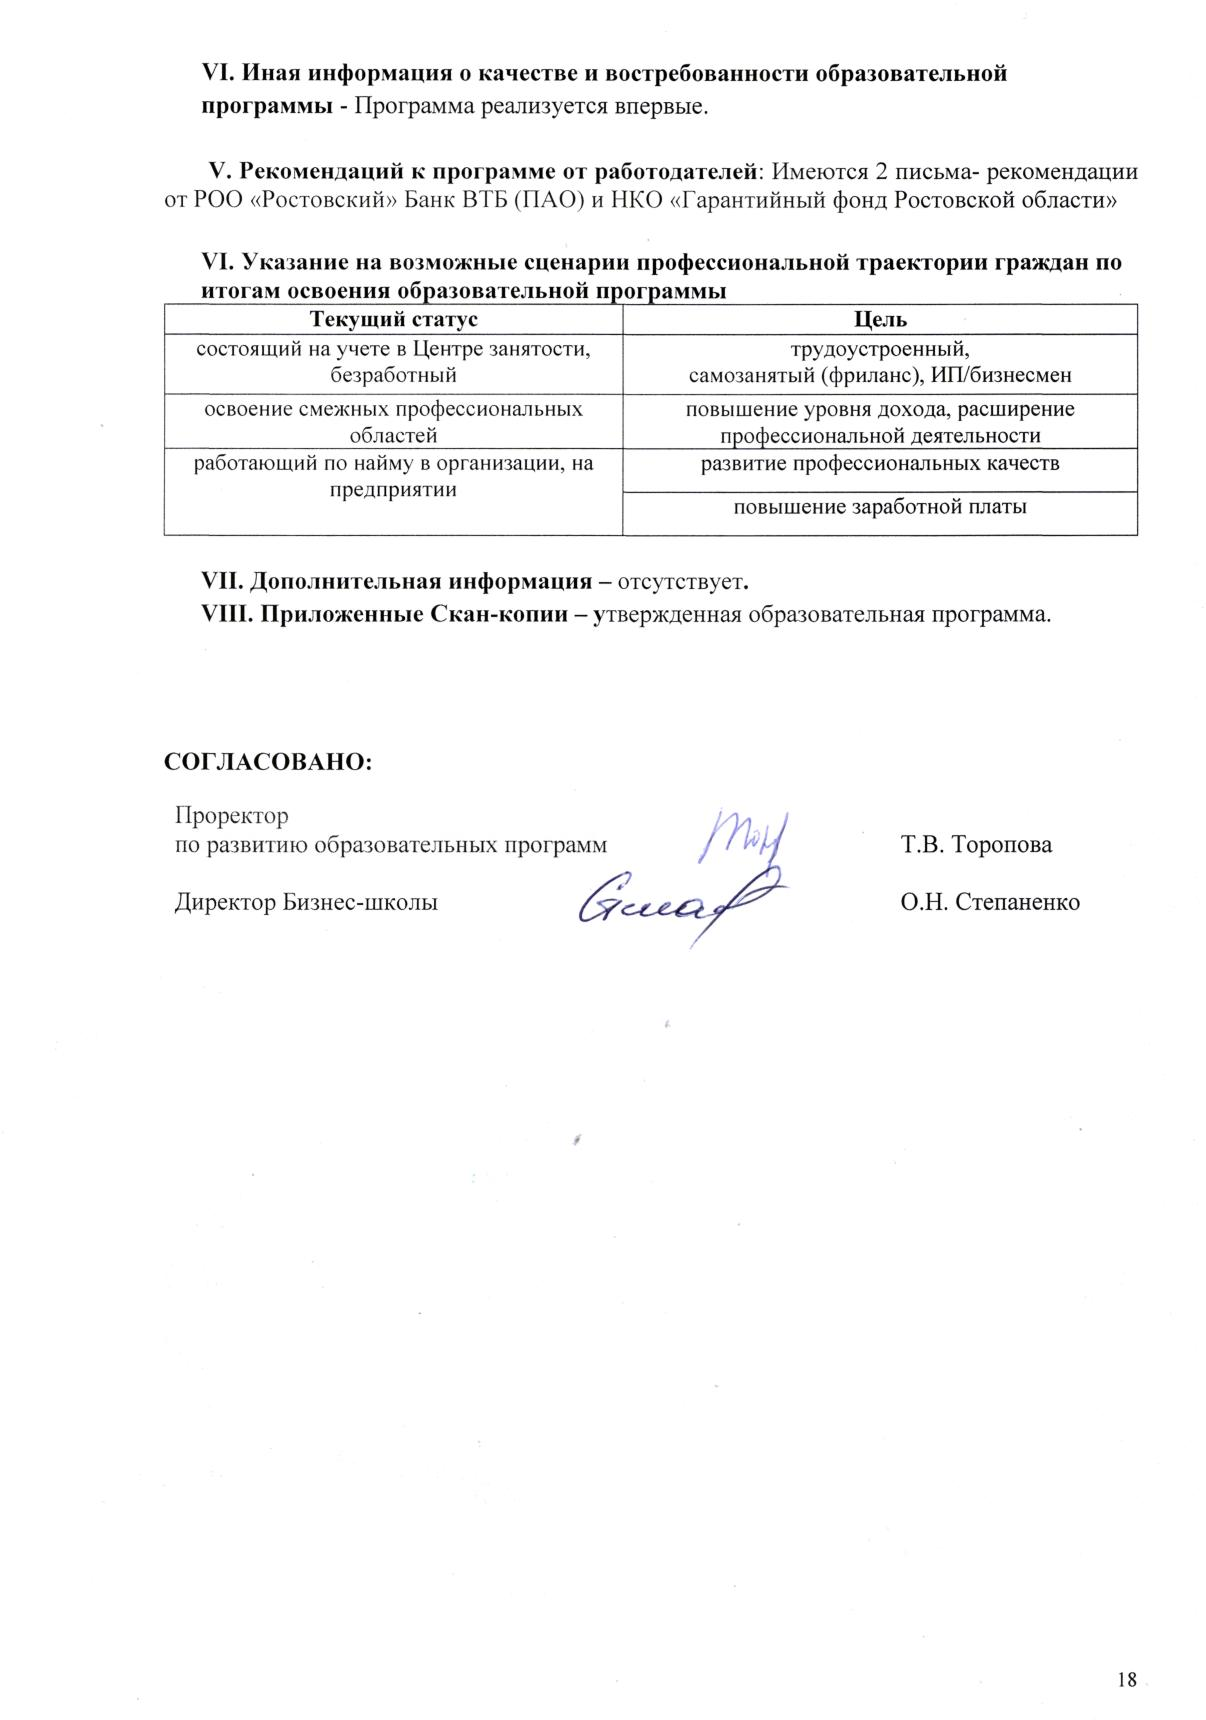 VI. Иная информация о качестве и востребованности образовательной
программы - Программа реализуется впервые.
V. Рекомендаций к программе от работодателей: Имеются 2 письма- рекомендации
от РОО «Ростовский» Банк ВТБ (ПАО) и НКО «Гарантийный фонд Ростовской области»
VI. Указание на возможные сценарии профессиональной траектории граждан по
итогам освоения образовательной программы
Текущий статус
Цель
состоящий на учете в Центре занятости,
безработный
трудоустроенный,
самозанятый (фриланс), ИП/бизнесмен
освоение смежных профессиональных
областей
повышение уровня дохода, расширение
профессиональной деятельности
работающий по найму в организации, на
предприятии
развитие профессиональных качеств
повышение заработной платы
VII. Дополнительная информация – отсутствует.
VIII. Приложенные Скан-копии – утвержденная образовательная программа.
СОГЛАСОВАНО:
Проректор
по развитию образовательных программ
Т.В. Торопова
Директор Бизнес-школы
О.Н. Степаненко
18